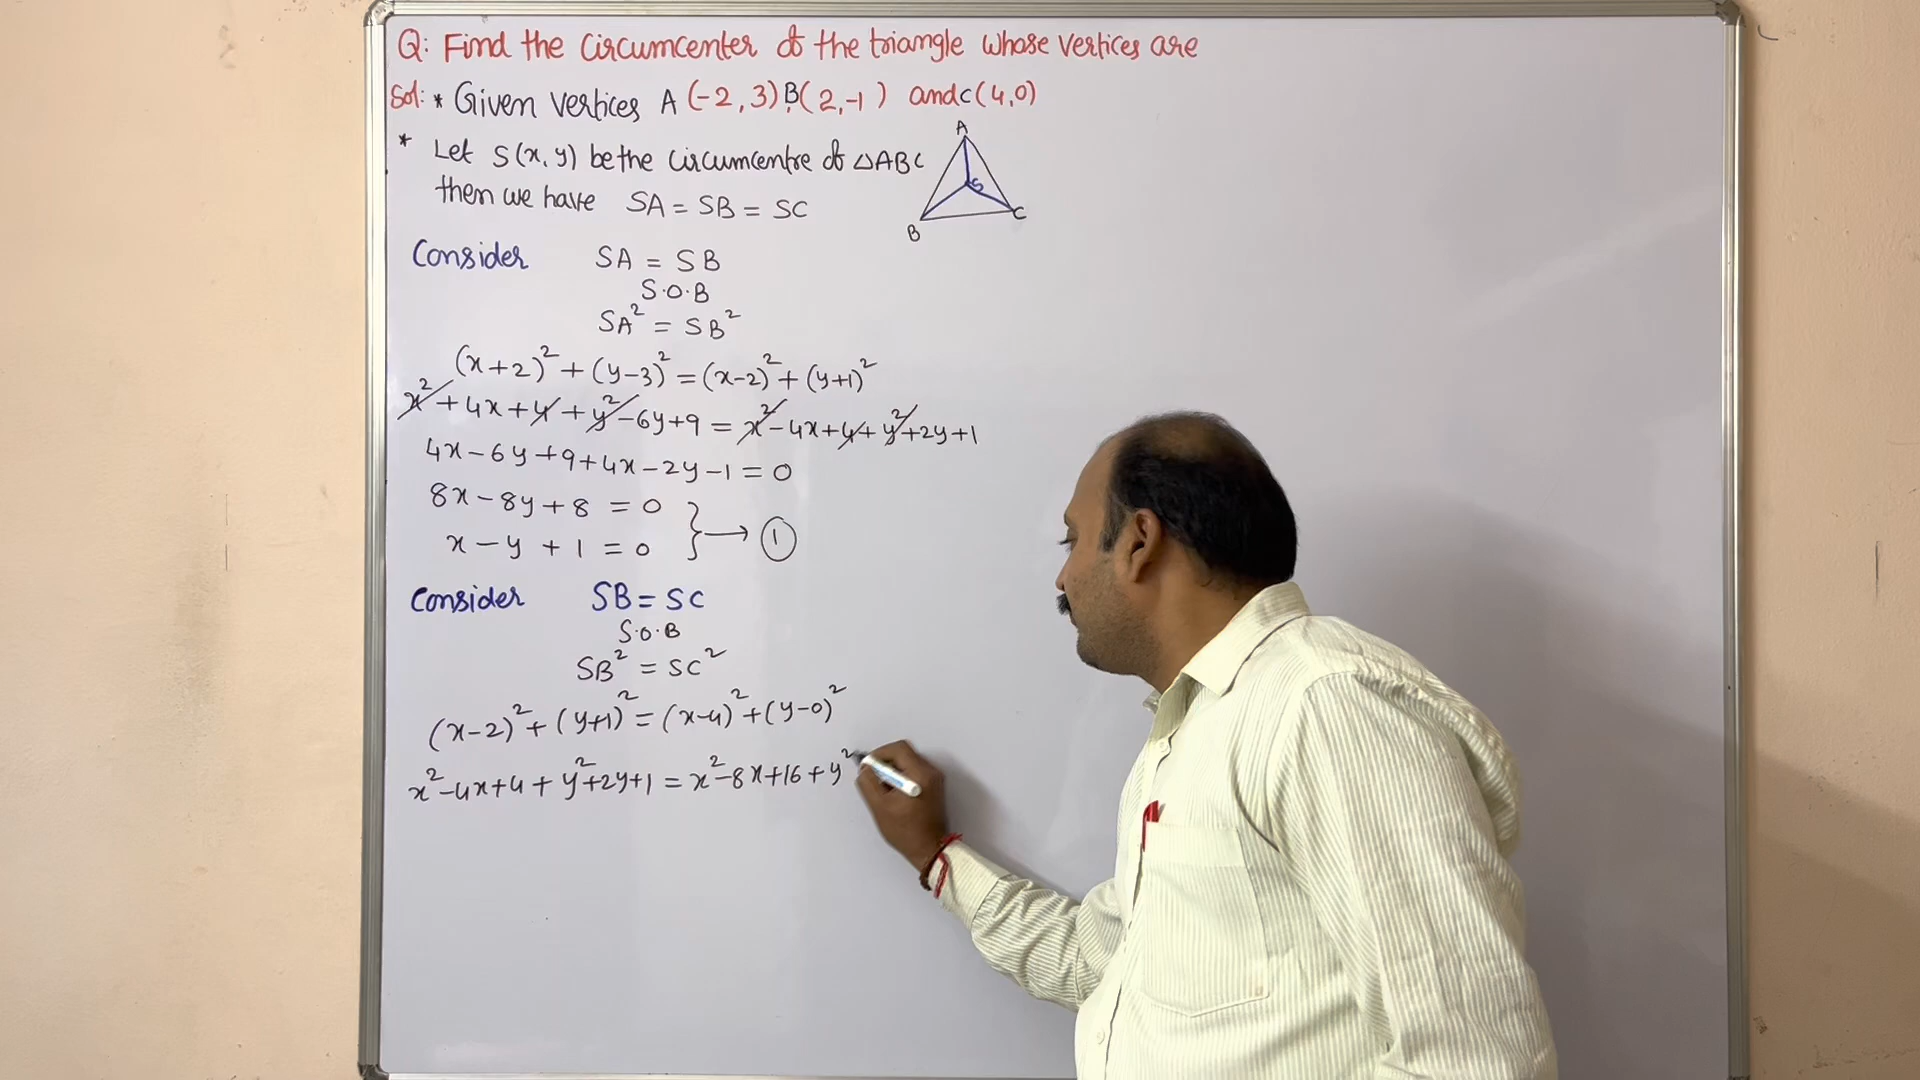 Q: Find the Circumcenter of the triangle whose vertices are
Sol: * Given vertices A (-2, 3), B(2, -1) and C(4,0)
* Let S(x, y) be the circumcentre of △ABC
then we have SA = SB = SC
A
S
B
C
Consider SA = SB
S.O.B
SA² = SB²
(x+2)² + (y-3)² = (x-2)² + (y+1)²
x² + 4x + 4 + y² - 6y + 9 = x² - 4x + 4 + y² + 2y + 1
4x - 6y + 9 + 4x - 2y - 1 = 0
8x - 8y + 8 = 0
x - y + 1 = 0 } → ①
Consider SB = SC
S.O.B
SB² = SC²
(x-2)² + (y+1)² = (x-4)² + (y-0)²
x² - 4x + 4 + y² + 2y + 1 = x² - 8x + 16 + y²